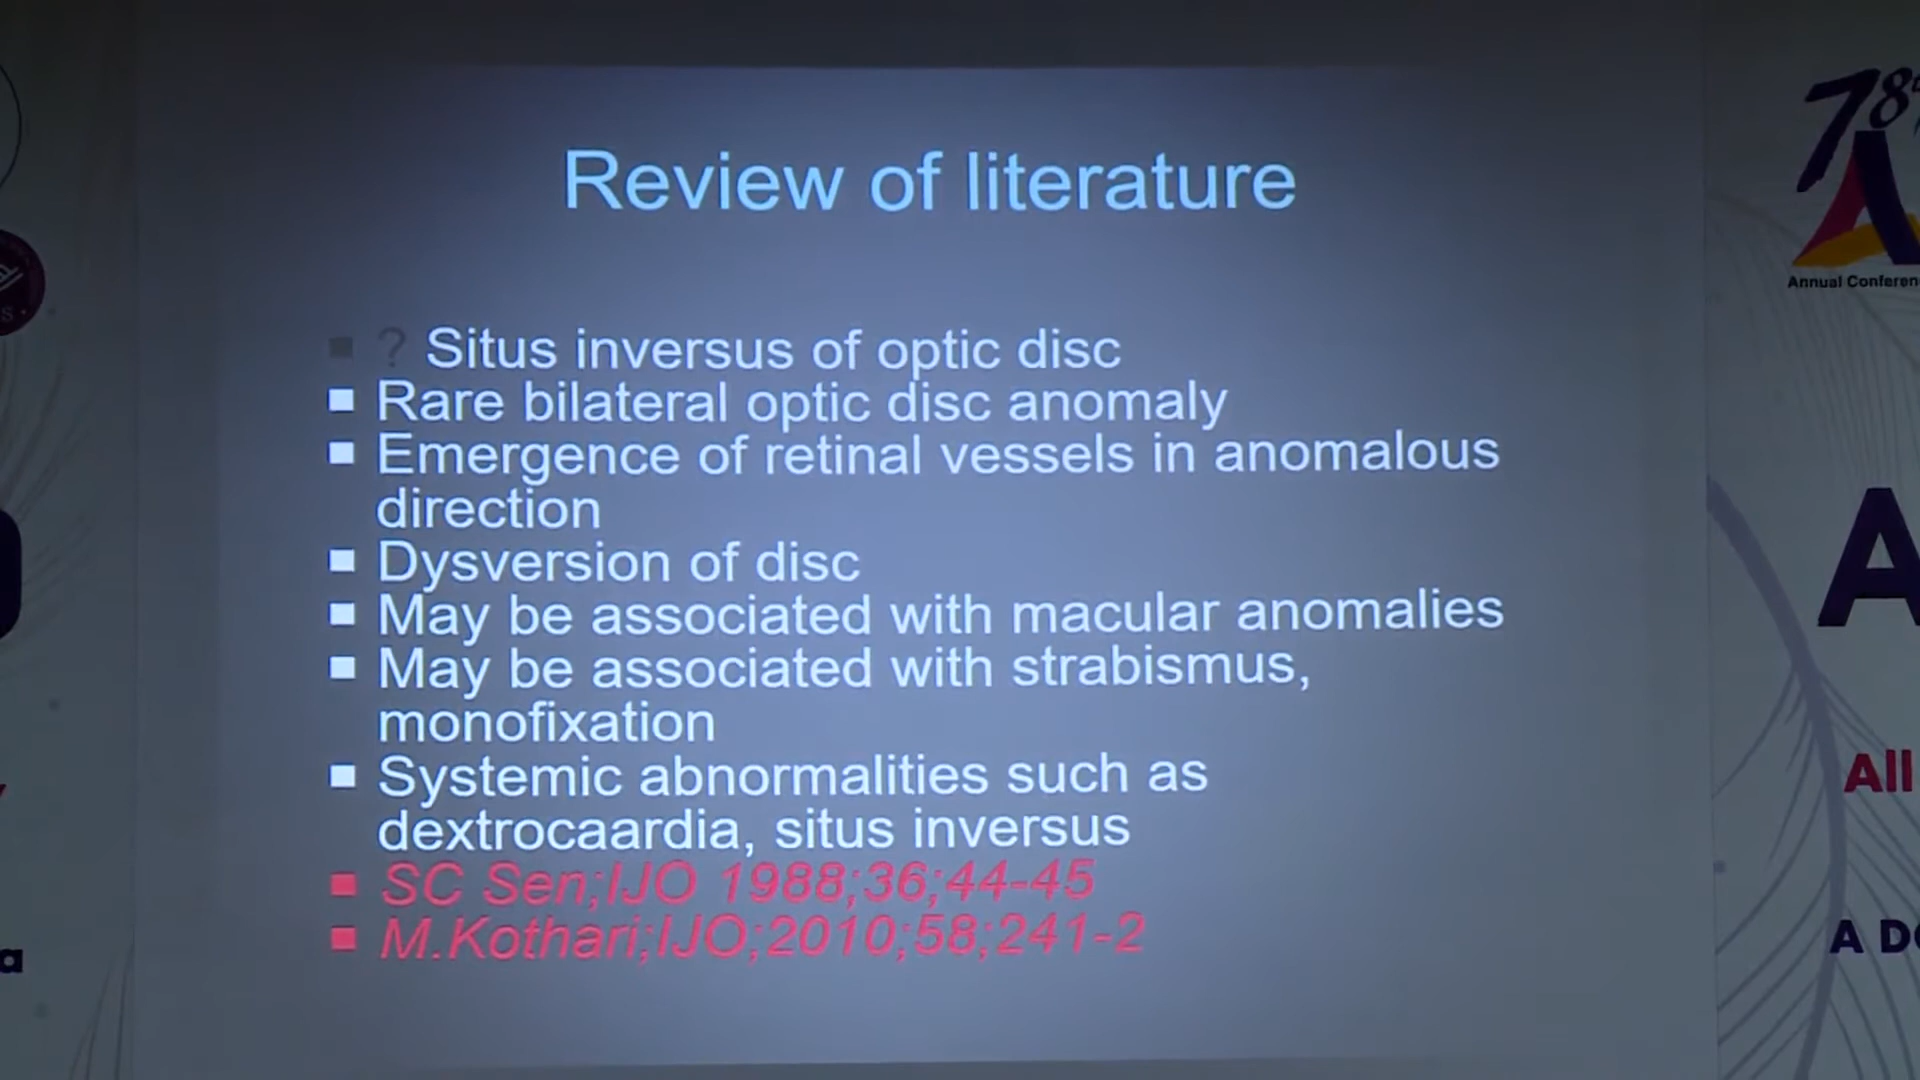 Review of literature
? Situs inversus of optic disc
Rare bilateral optic disc anomaly
Emergence of retinal vessels in anomalous
direction
Dysversion of disc
May be associated with macular anomalies
May be associated with strabismus,
monofixation
Systemic abnormalities such as
dextrocaardia, situs inversus
SC Sen;IJO 1988;36;44-45
M.Kothari;IJO;2010;58;241-2
78
Annual
A
All
A
a